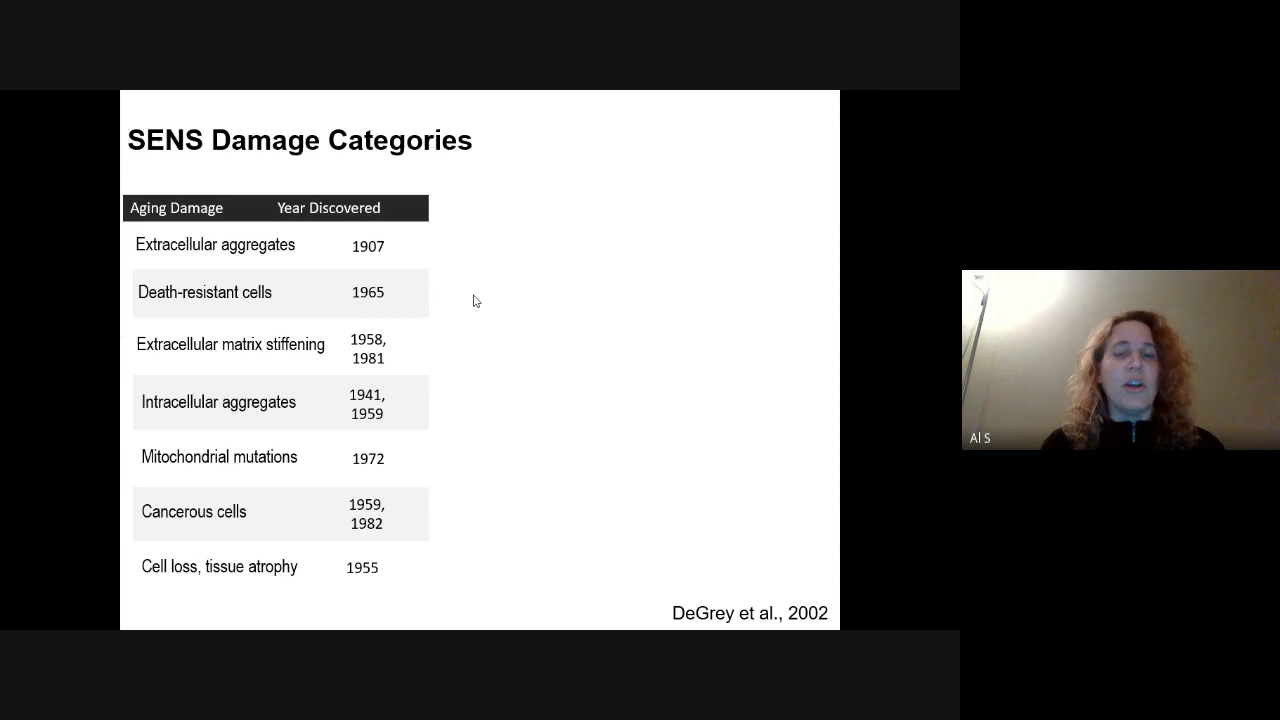 SENS Damage Categories
Aging Damage Year Discovered
Extracellular aggregates 1907
Death-resistant cells 1965
Extracellular matrix stiffening 1958,
1981
Intracellular aggregates 1941,
1959
Mitochondrial mutations 1972
Cancerous cells 1959,
1982
Cell loss, tissue atrophy 1955
DeGrey et al., 2002
Al S